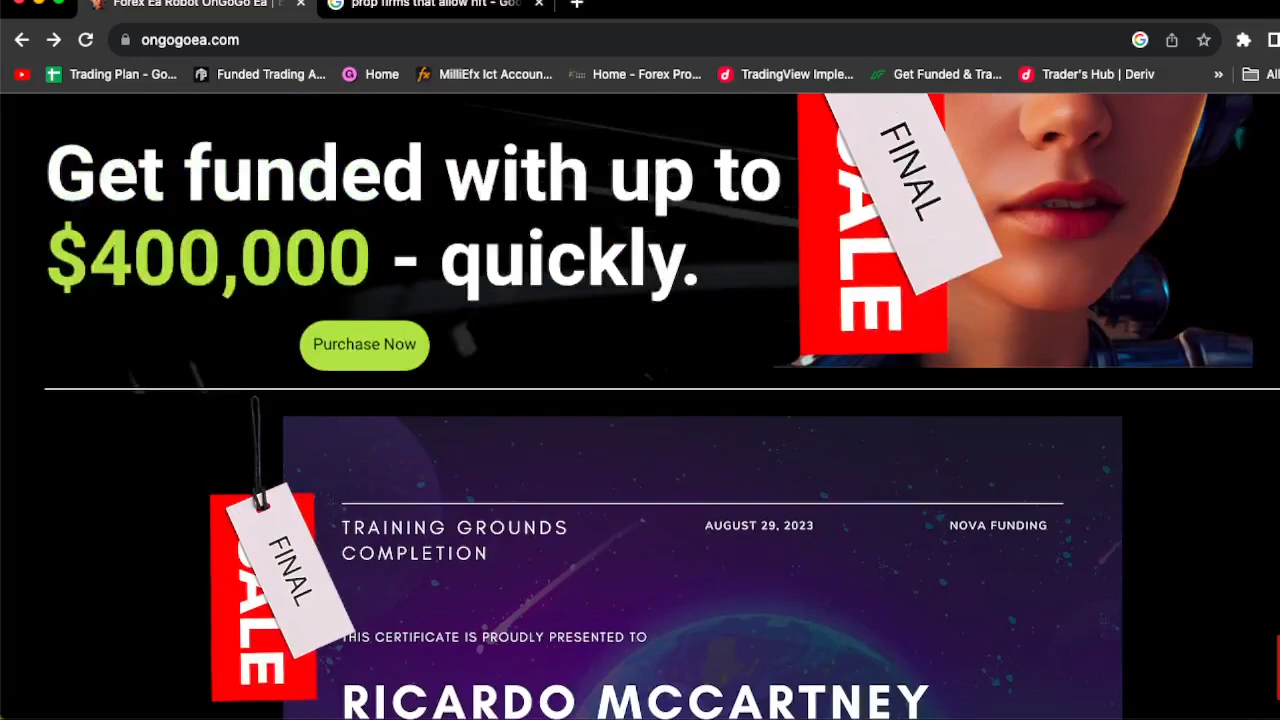 Forex Ea Robot OnGoGo Ea | E
prop firms that allow hft - Goo
ongogoea.com
Trading Plan - Go...
Funded Trading A...
Home
MilliEfx Ict Accoun...
Home - Forex Pro...
TradingView Imple...
Get Funded & Tra...
Trader's Hub | Deriv
»
All
Get funded with up to
$400,000 - quickly.
Purchase Now
FINAL
SALE
TRAINING GROUNDS
COMPLETION
AUGUST 29, 2023
NOVA FUNDING
FINAL
SALE
THIS CERTIFICATE IS PROUDLY PRESENTED TO
RICARDO MCCARTNEY